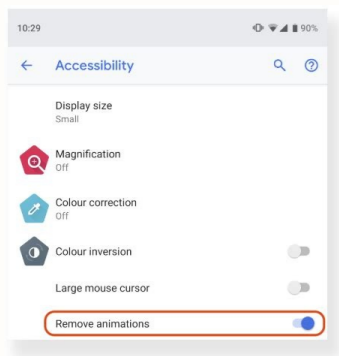 10:29
90%
Accessibility
Display size
Small
Magnification
Off
Colour correction
Off
Colour inversion
Large mouse cursor
Remove animations